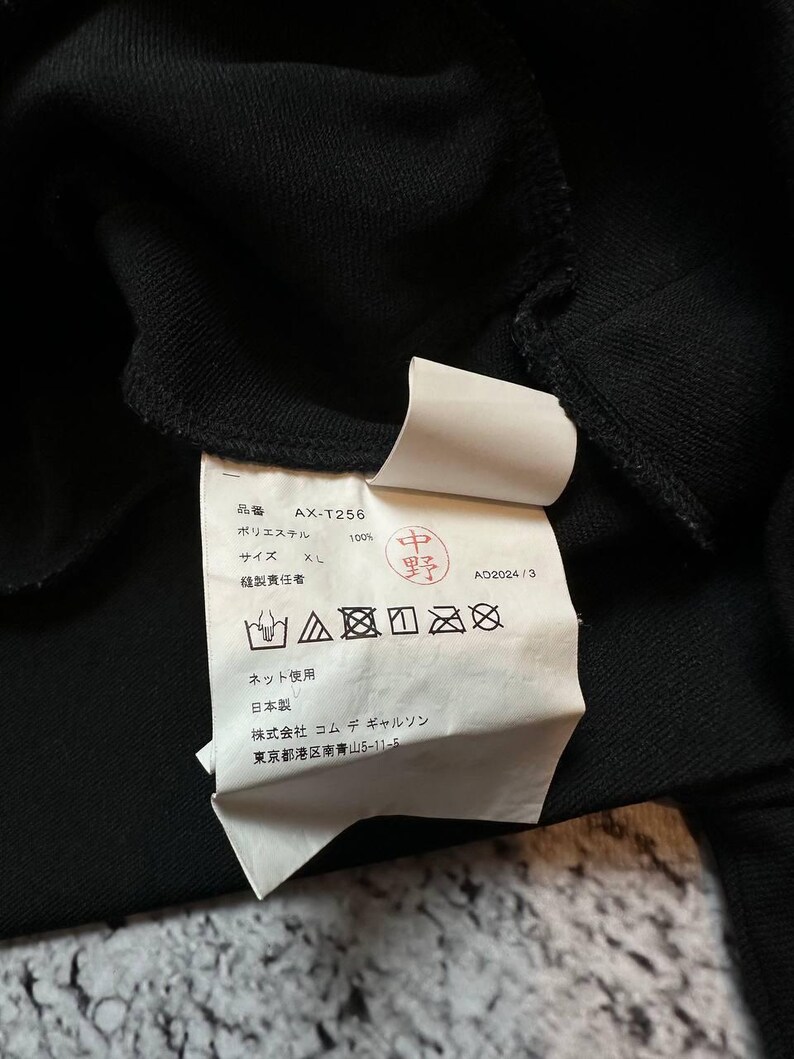 品番 AX-T256
ポリエステル 100%
サイズ XL
縫製責任者 中野 AD2024/3
ネット使用
日本製
株式会社 コム デ ギャルソン
東京都港区南青山5-11-5